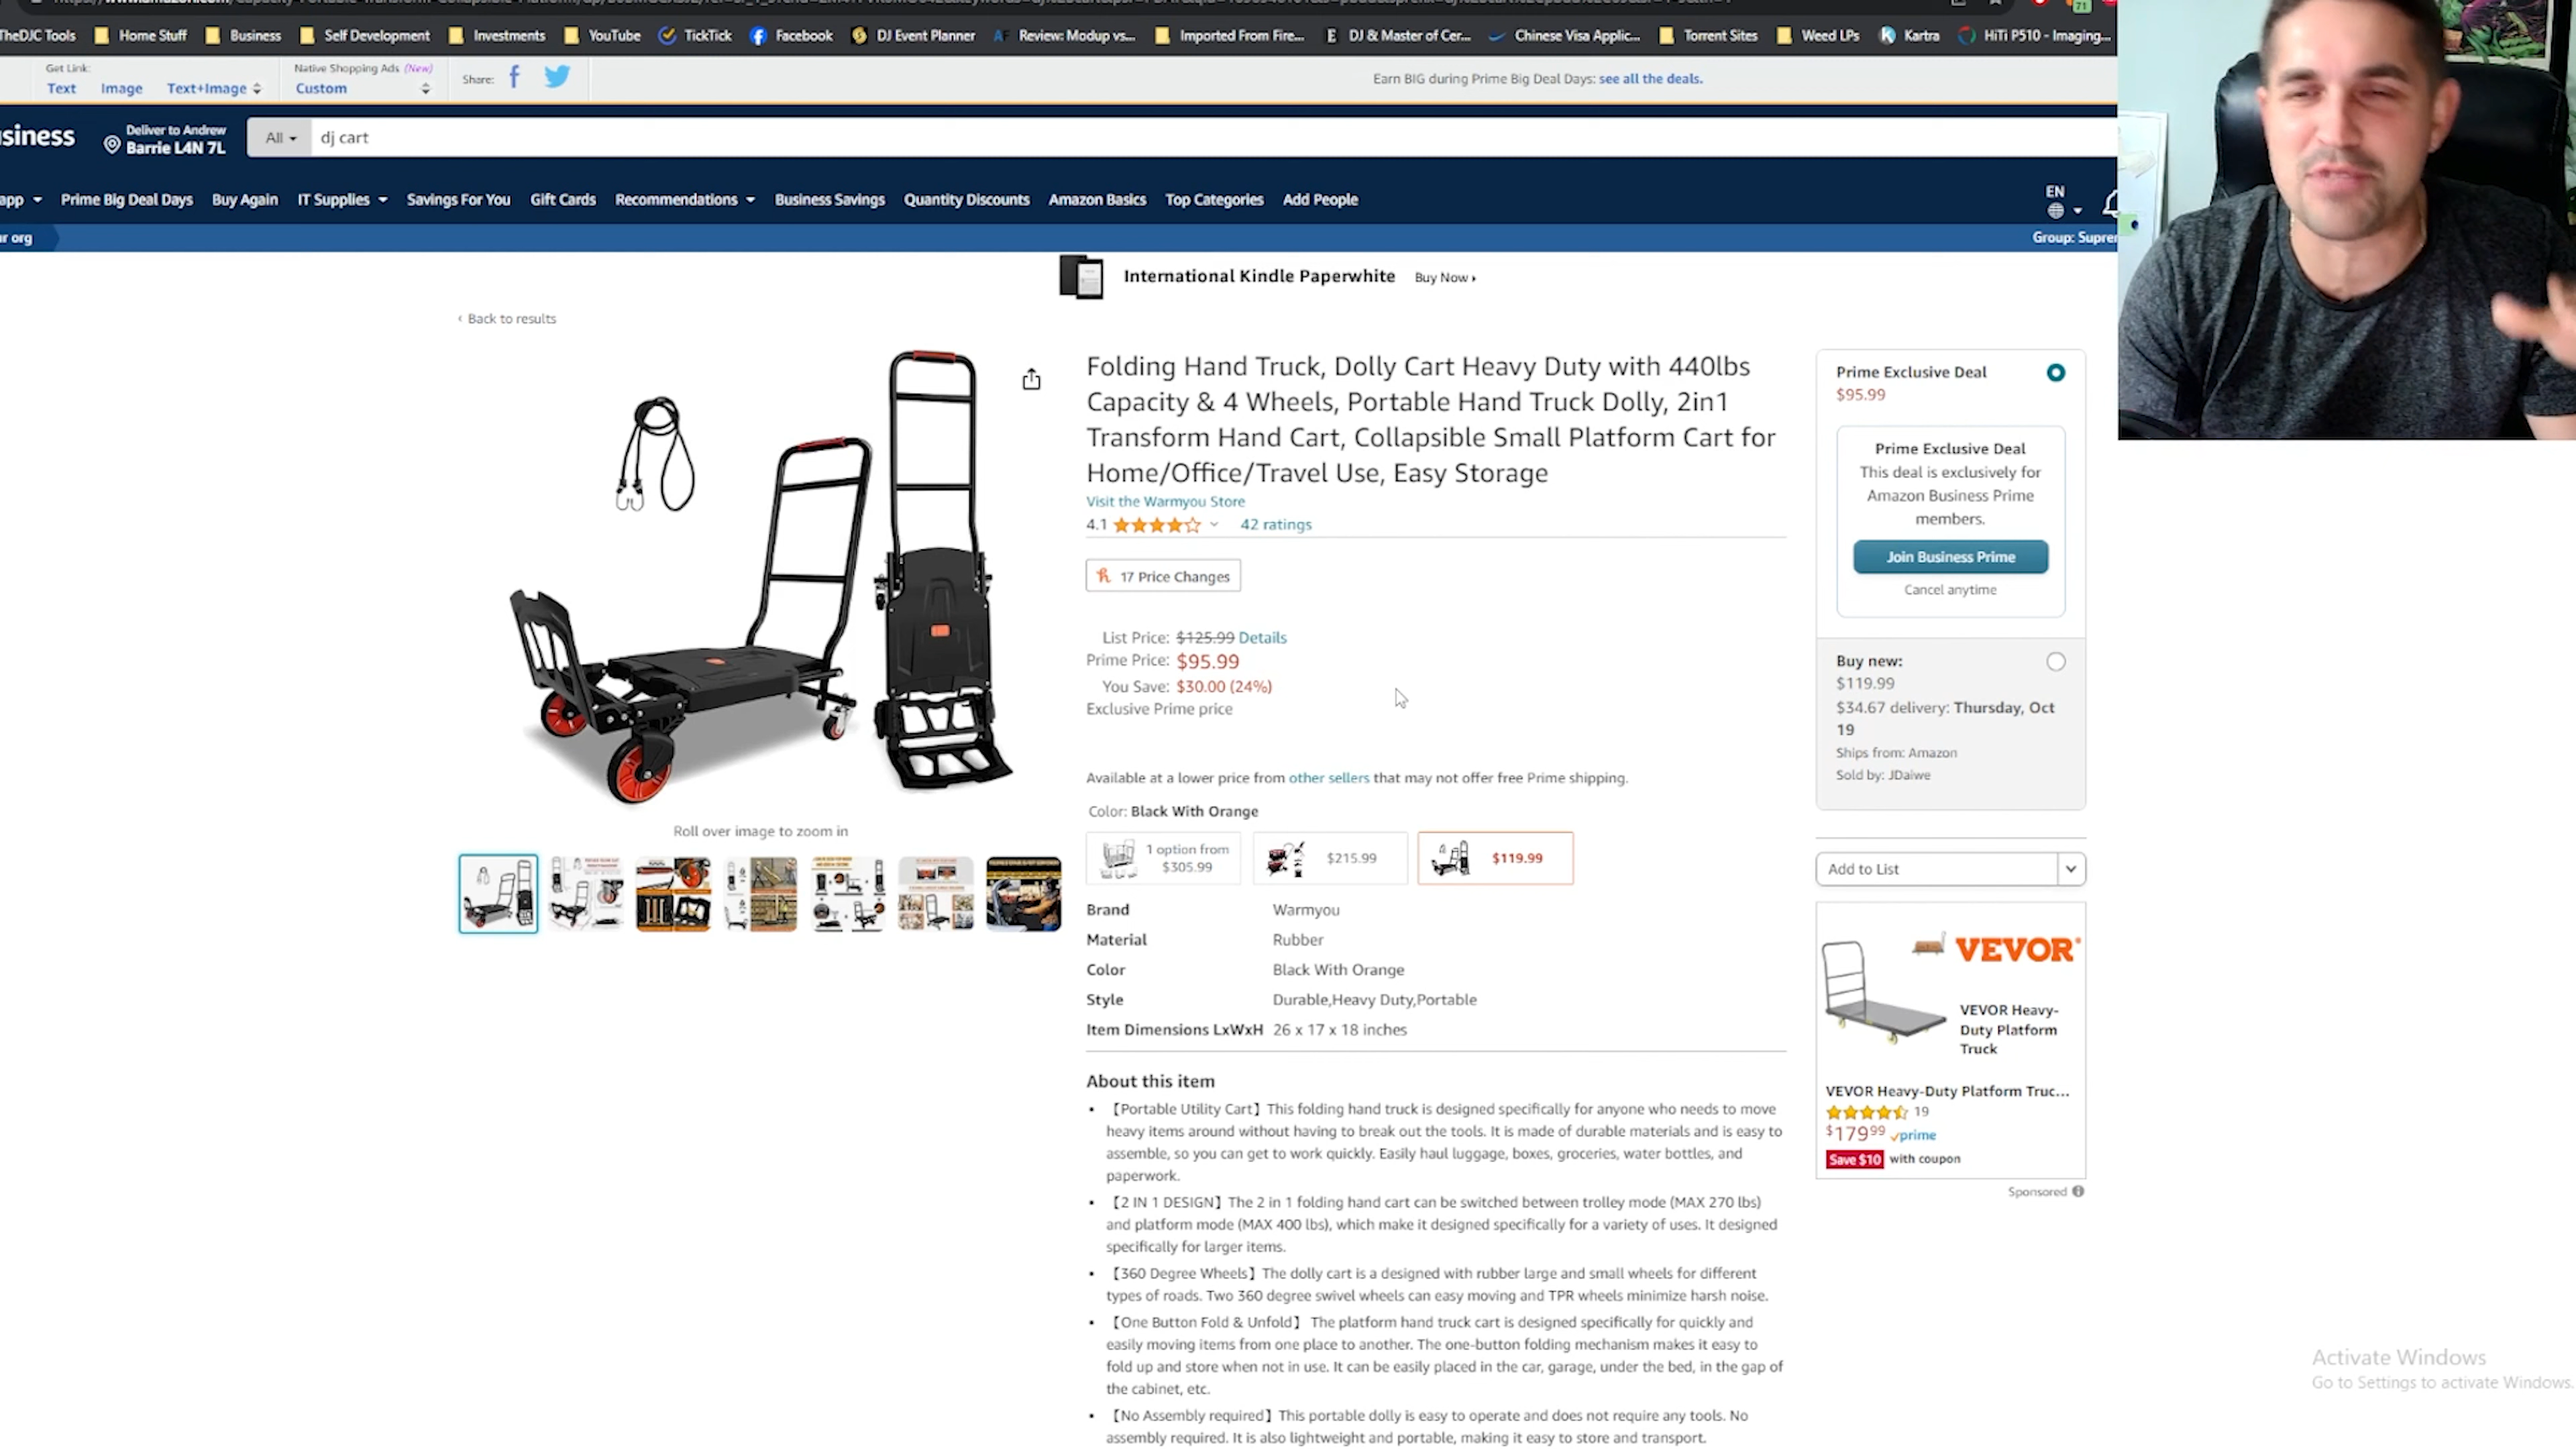 TheDJC Tools
Home Stuff
Business
Self Development
Investments
YouTube
TickTick
Facebook
DJ Event Planner
Review: Modup vs...
Imported From Fire...
DJ & Master of Cer...
Chinese Visa Applic...
Torrent Sites
Weed LPs
Kartra
HiTi P510 - Imaging...
71
Get Link:
Text
Image
Text+Image
Native Shopping Ads (New)
Custom
Share:
Earn BIG during Prime Big Deal Days: see all the deals.
siness
Deliver to Andrew
Barrie L4N 7L
All
dj cart
app
Prime Big Deal Days
Buy Again
IT Supplies
Savings For You
Gift Cards
Recommendations
Business Savings
Quantity Discounts
Amazon Basics
Top Categories
Add People
EN
ur org
Group: Supre
International Kindle Paperwhite
Buy Now
‹ Back to results
Folding Hand Truck, Dolly Cart Heavy Duty with 440lbs
Capacity & 4 Wheels, Portable Hand Truck Dolly, 2in1
Transform Hand Cart, Collapsible Small Platform Cart for
Home/Office/Travel Use, Easy Storage
Visit the Warmyou Store
4.1
42 ratings
17 Price Changes
List Price: $125.99 Details
Prime Price: $95.99
You Save: $30.00 (24%)
Exclusive Prime price
Available at a lower price from other sellers that may not offer free Prime shipping.
Color: Black With Orange
1 option from
$305.99
$215.99
$119.99
Brand Warmyou
Material Rubber
Color Black With Orange
Style Durable,Heavy Duty,Portable
Item Dimensions LxWxH 26 x 17 x 18 inches
About this item
• 【Portable Utility Cart】This folding hand truck is designed specifically for anyone who needs to move
heavy items around without having to break out the tools. It is made of durable materials and is easy to
assemble, so you can get to work quickly. Easily haul luggage, boxes, groceries, water bottles, and
paperwork.
• 【2 IN 1 DESIGN】The 2 in 1 folding hand cart can be switched between trolley mode (MAX 270 lbs)
and platform mode (MAX 400 lbs), which make it designed specifically for a variety of uses. It designed
specifically for larger items.
• 【360 Degree Wheels】The dolly cart is a designed with rubber large and small wheels for different
types of roads. Two 360 degree swivel wheels can easy moving and TPR wheels minimize harsh noise.
• 【One Button Fold & Unfold】 The platform hand truck cart is designed specifically for quickly and
easily moving items from one place to another. The one-button folding mechanism makes it easy to
fold up and store when not in use. It can be easily placed in the car, garage, under the bed, in the gap of
the cabinet, etc.
• 【No Assembly required】This portable dolly is easy to operate and does not require any tools. No
assembly required. It is also lightweight and portable, making it easy to store and transport.
Roll over image to zoom in
Prime Exclusive Deal
$95.99
Prime Exclusive Deal
This deal is exclusively for
Amazon Business Prime
members.
Join Business Prime
Cancel anytime
Buy new:
$119.99
$34.67 delivery: Thursday, Oct
19
Ships from: Amazon
Sold by: JDaiwe
Add to List
VEVOR
VEVOR Heavy-
Duty Platform
Truck
VEVOR Heavy-Duty Platform Truc...
19
$179.99 prime
Save $10 with coupon
Sponsored
Activate Windows
Go to Settings to activate Windows.